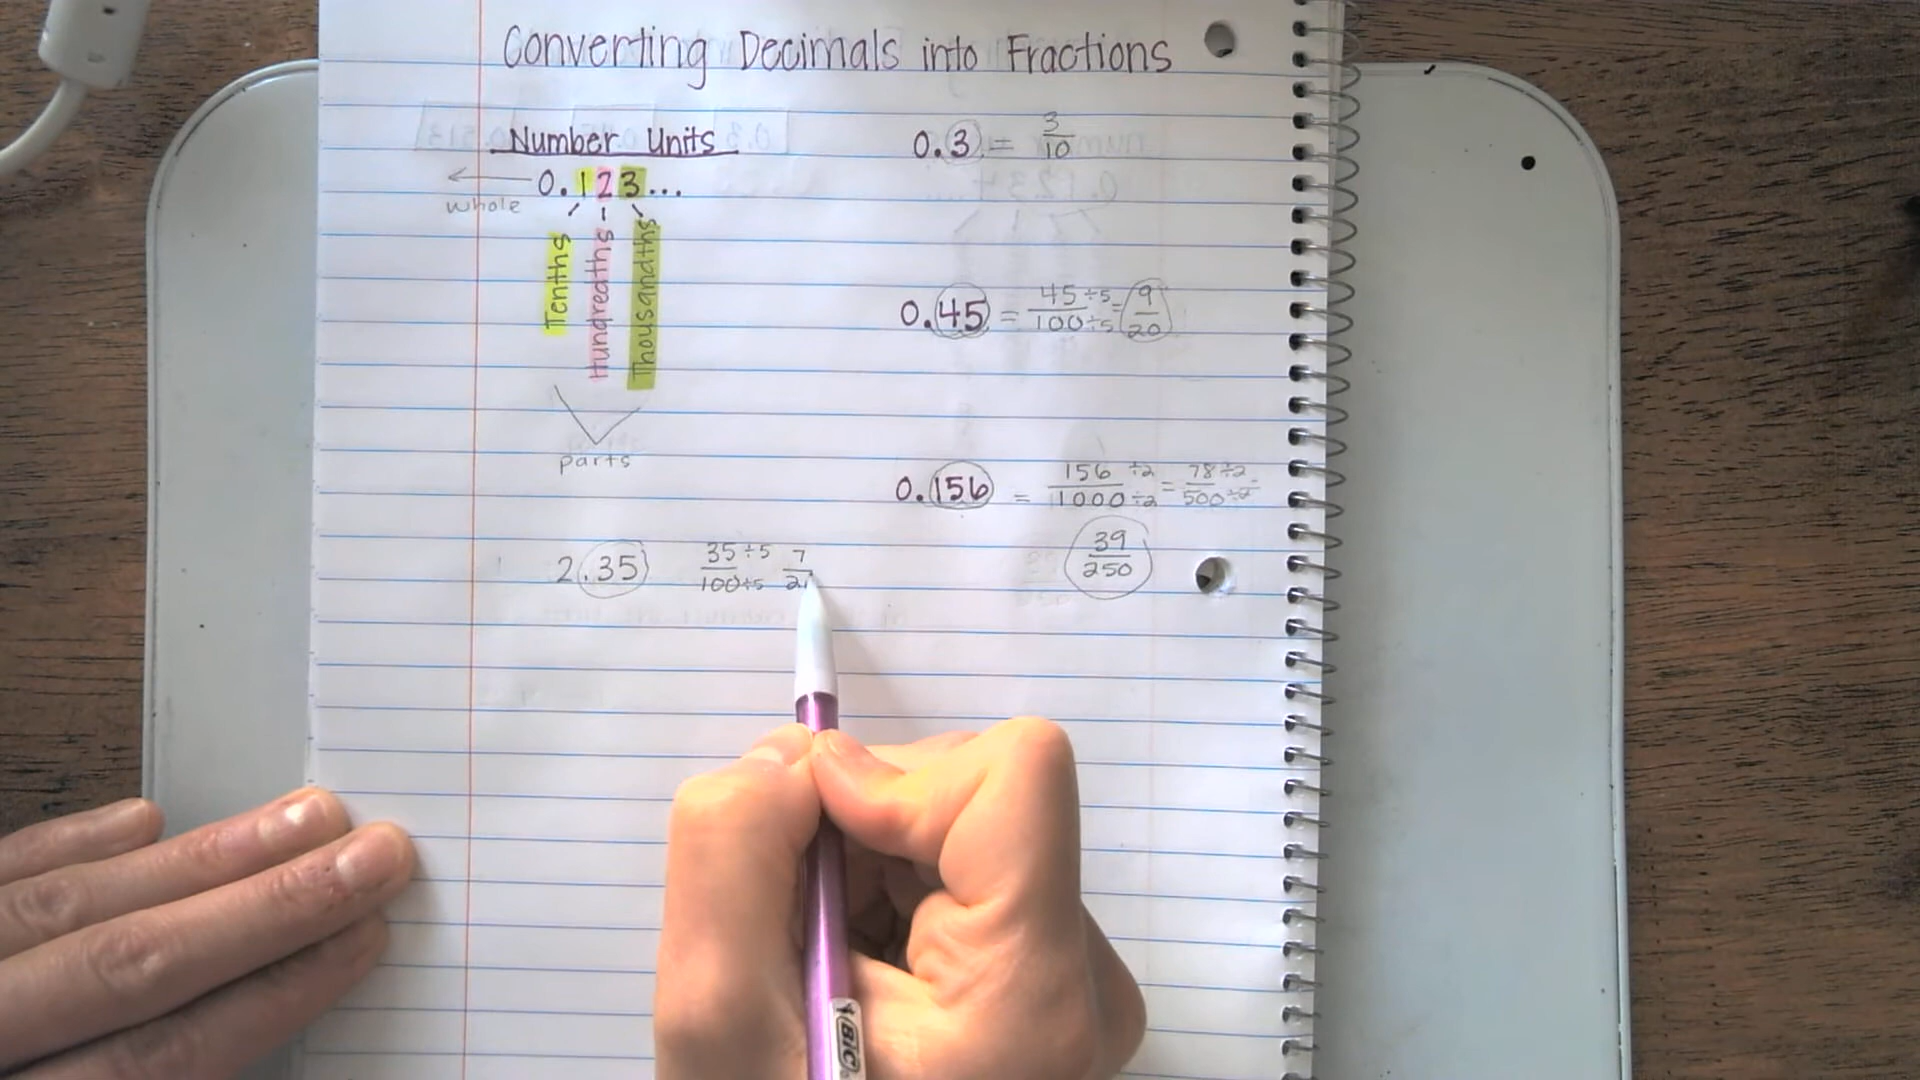 Converting Decimals into Fractions
Number Units
0.123...
whole
Tenths
Hundredths
Thousandths
parts
0.3 = 3/10
0.45 = 45÷5/100÷5 = 9/20
0.156 = 156÷2/1000÷2 = 78÷2/500÷2
39/250
2.35 35÷5/100÷5 7/2
BIC